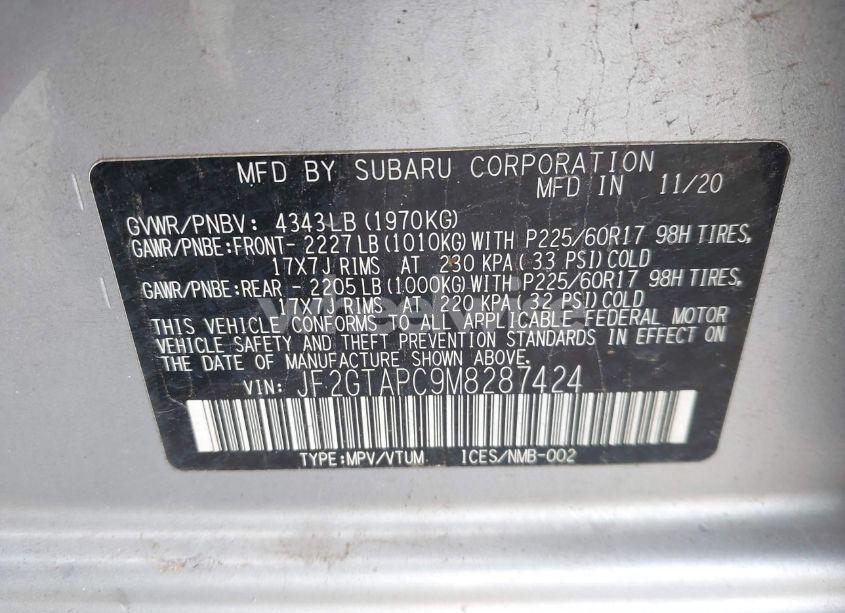 MFD BY SUBARU CORPORATION
MFD IN 11/20
GVWR/PNBV: 4343LB (1970KG)
GAWR/PNBE:FRONT- 2227LB (1010KG) WITH P225/60R17 98H TIRES,
17X7J RIMS AT 230 KPA ( 33 PSI) COLD
GAWR/PNBE:REAR - 2205LB (1000KG) WITH P225/60R17 98H TIRES,
17X7J RIMS AT 220 KPA ( 32 PSI) COLD
THIS VEHICLE CONFORMS TO ALL APPLICABLE FEDERAL MOTOR
VEHICLE SAFETY AND THEFT PREVENTION STANDARDS IN EFFECT ON
THE DATE OF MANUFACTURE SHOWN ABOVE.
VIN: JF2GTAPC9M8287424
TYPE:MPV/VTUM ICES/NMB-002